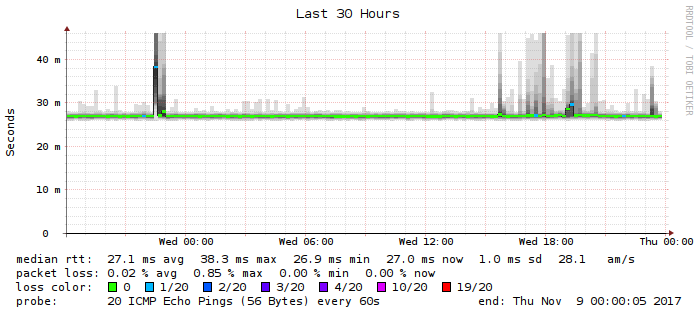 Last 30 Hours
RRDTOOL / TOBI OETIKER
Seconds
40 m
30 m
20 m
10 m
0
Wed 00:00 Wed 06:00 Wed 12:00 Wed 18:00 Thu 00:00
median rtt: 27.1 ms avg 38.3 ms max 26.9 ms min 27.0 ms now 1.0 ms sd 28.1 am/s
packet loss: 0.02 % avg 0.85 % max 0.00 % min 0.00 % now
loss color: 0 1/20 2/20 3/20 4/20 10/20 19/20
probe: 20 ICMP Echo Pings (56 Bytes) every 60s end: Thu Nov 9 00:00:05 2017